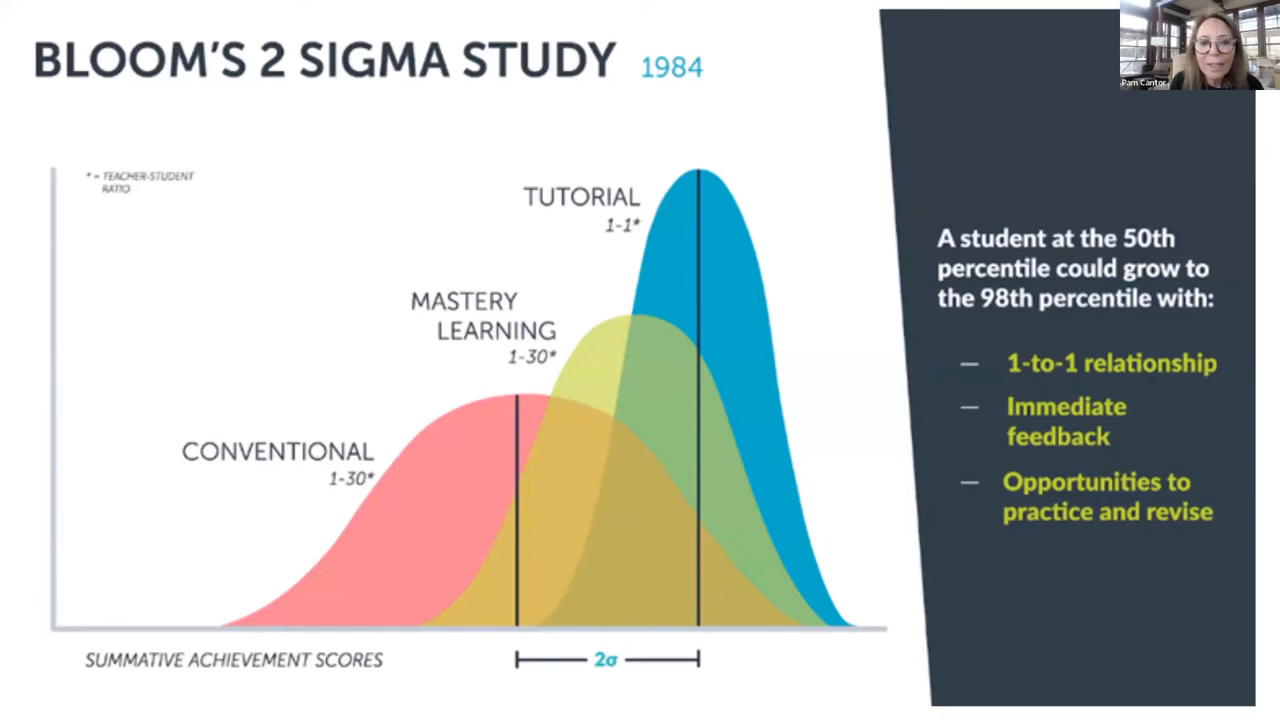 BLOOM'S 2 SIGMA STUDY 1984
Pam Cantor
* = TEACHER-STUDENT
RATIO
TUTORIAL
1-1*
MASTERY
LEARNING
1-30*
CONVENTIONAL
1-30*
SUMMATIVE ACHIEVEMENT SCORES
2σ
A student at the 50th
percentile could grow to
the 98th percentile with:
— 1-to-1 relationship
— Immediate
feedback
— Opportunities to
practice and revise